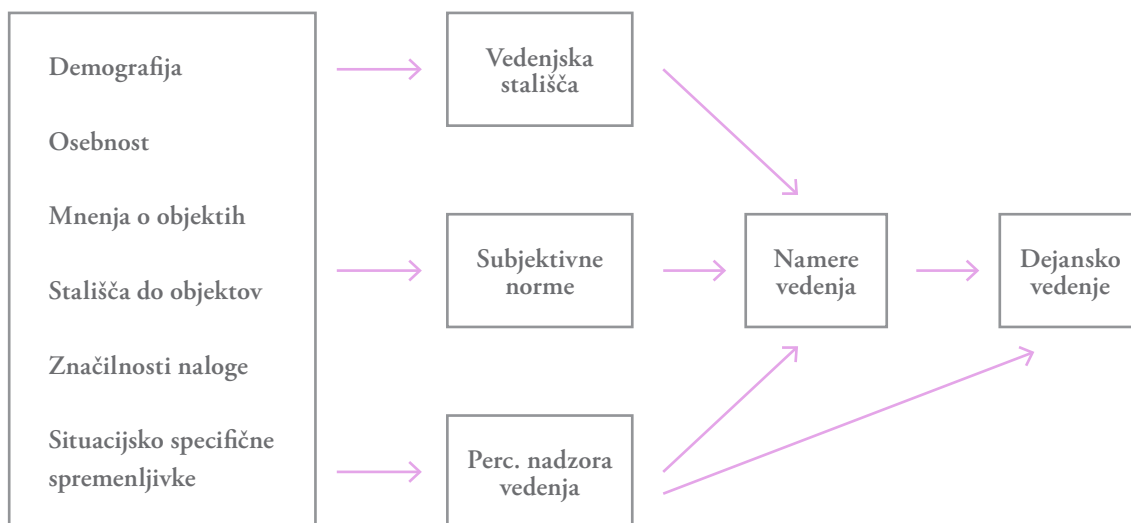 Demografija
Osebnost
Mnenja o objektih
Stališča do objektov
Značilnosti naloge
Situacijsko specifične
spremenljivke
Vedenjska
stališča
Subjektivne
norme
Perc. nadzora
vedenja
Namere
vedenja
Dejansko
vedenje